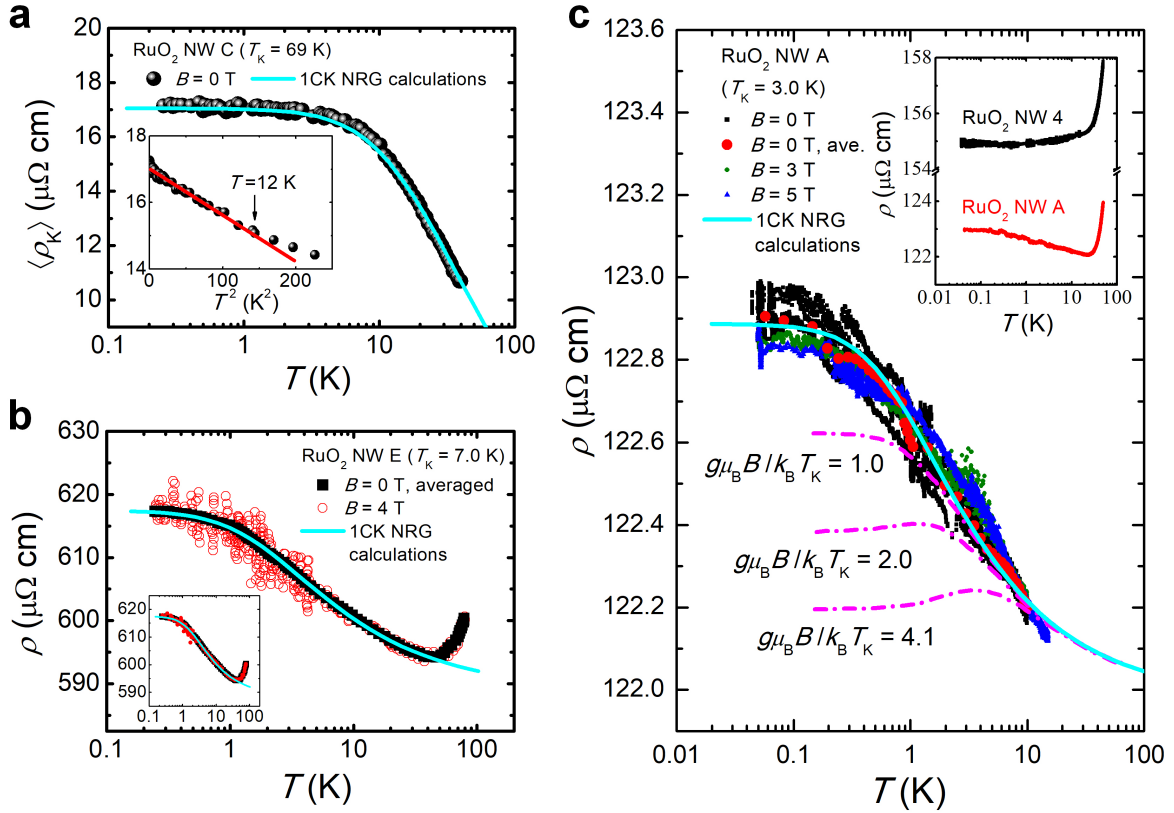 a
20
18
16
14
12
10
⟨ρK⟩ (μΩ cm)
RuO2 NW C (TK = 69 K)
B = 0 T
1CK NRG calculations
18
16
14
T = 12 K
0
100
200
T2 (K2)
0.1
1
10
100
T (K)
b
630
620
610
600
590
ρ (μΩ cm)
RuO2 NW E (TK = 7.0 K)
B = 0 T, averaged
B = 4 T
1CK NRG
calculations
620
610
600
590
0.1
1
10
100
0.1
1
10
100
T (K)
c
123.6
123.4
123.2
123.0
122.8
122.6
122.4
122.2
122.0
ρ (μΩ cm)
RuO2 NW A
(TK = 3.0 K)
B = 0 T
B = 0 T, ave.
B = 3 T
B = 5 T
1CK NRG
calculations
158
156
154
124
122
ρ (μΩ cm)
RuO2 NW 4
RuO2 NW A
0.01
0.1
1
10
100
T (K)
gμBB/kBTK = 1.0
gμBB/kBTK = 2.0
gμBB/kBTK = 4.1
0.01
0.1
1
10
100
T (K)